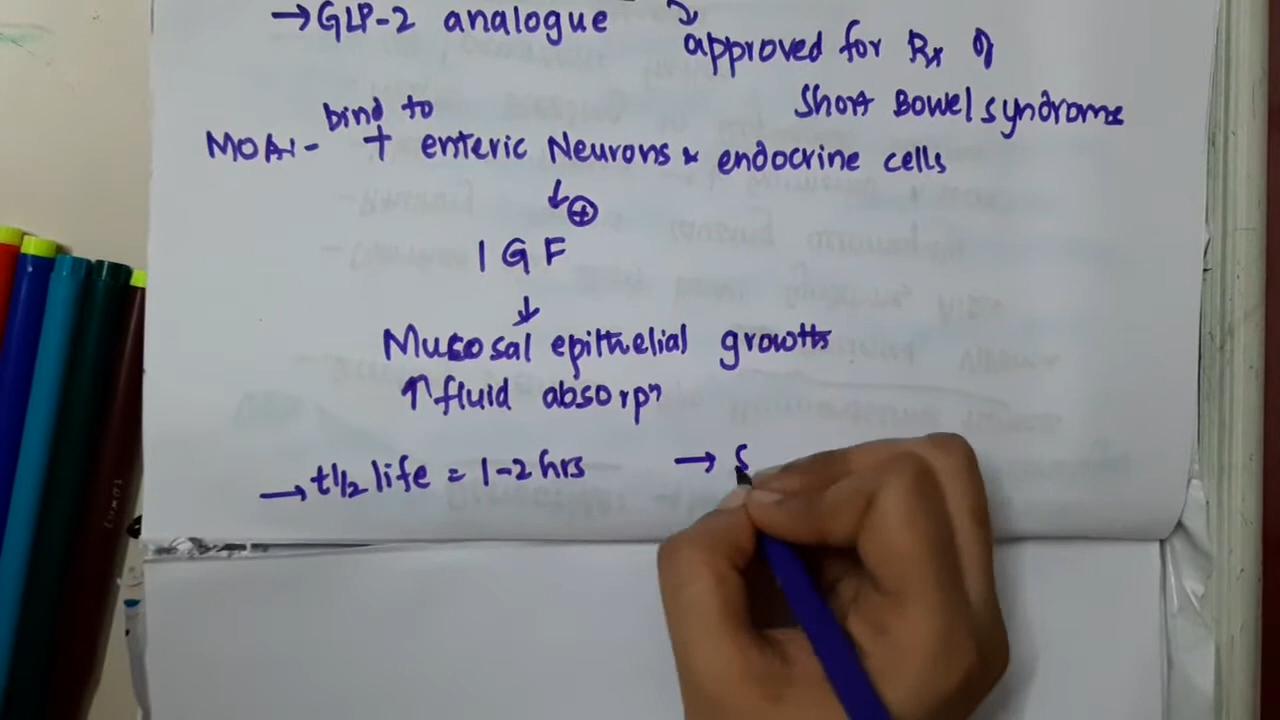 → GLP-2 analogue
approved for Rx of
Short Bowel syndrome
bind to
MOA:- + enteric Neurons & endocrine cells
↓ ⊕
IGF
↓
Mucosal epithelial growth
↑ fluid absorpⁿ
→ t1/2 life = 1-2 hrs → S